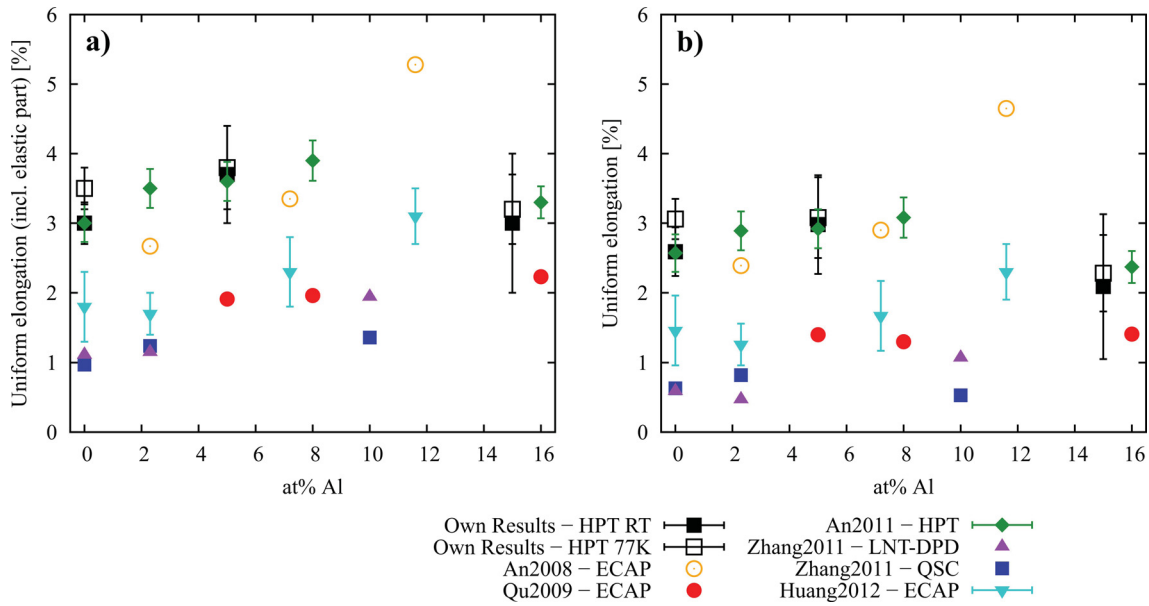 a)
Uniform elongation (incl. elastic part) [%]
6
5
4
3
2
1
0
0 2 4 6 8 10 12 14 16
at% Al
b)
Uniform elongation [%]
6
5
4
3
2
1
0
0 2 4 6 8 10 12 14 16
at% Al
Own Results − HPT RT
Own Results − HPT 77K
An2008 − ECAP
Qu2009 − ECAP
An2011 − HPT
Zhang2011 − LNT-DPD
Zhang2011 − QSC
Huang2012 − ECAP